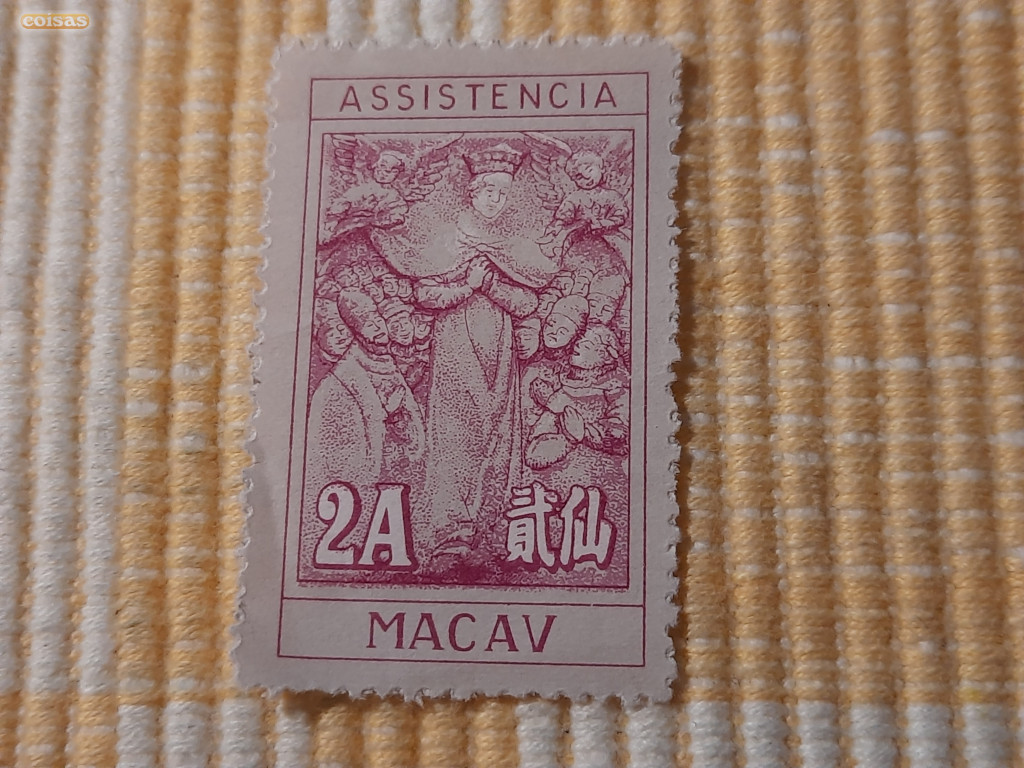 coisas
ASSISTENCIA
2A 貳仙
MACAV